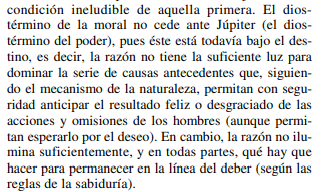 condición ineludible de aquella primera. El dios-
término de la moral no cede ante Júpiter (el dios-
término del poder), pues éste está todavía bajo el des-
tino, es decir, la razón no tiene la suficiente luz para
dominar la serie de causas antecedentes que, siguien-
do el mecanismo de la naturaleza, permitan con segu-
ridad anticipar el resultado feliz o desgraciado de las
acciones y omisiones de los hombres (aunque permi-
tan esperarlo por el deseo). En cambio, la razón no ilu-
mina suficientemente, y en todas partes, qué hay que
hacer para permanecer en la línea del deber (según las
reglas de la sabiduría).